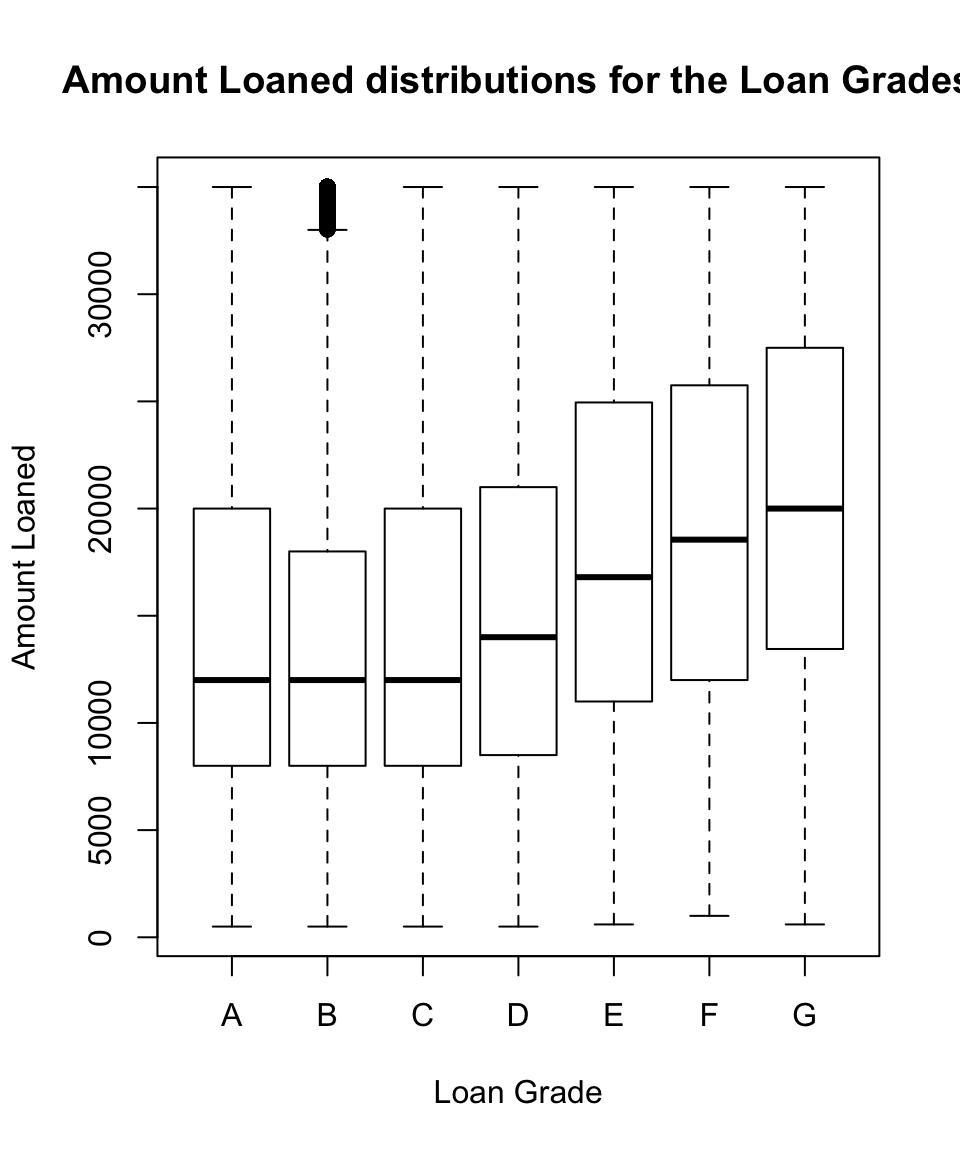 Amount Loaned distributions for the Loan Grades
Amount Loaned
30000
20000
10000
5000
0
A B C D E F G
Loan Grade